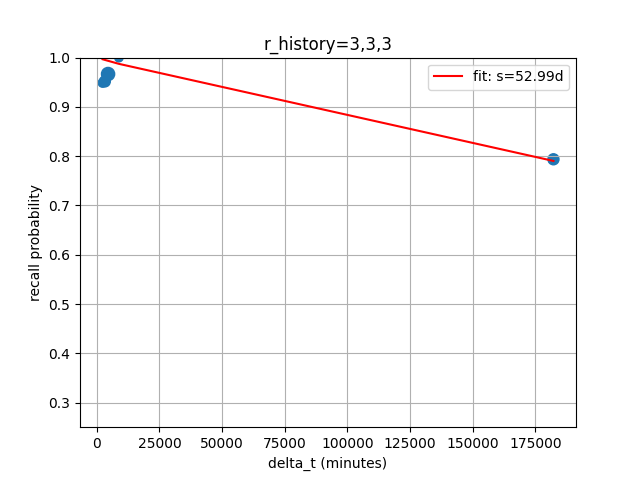 r_history=3,3,3
1.0
0.9
0.8
0.7
0.6
0.5
0.4
0.3
recall probability
fit: s=52.99d
0 25000 50000 75000 100000 125000 150000 175000
delta_t (minutes)